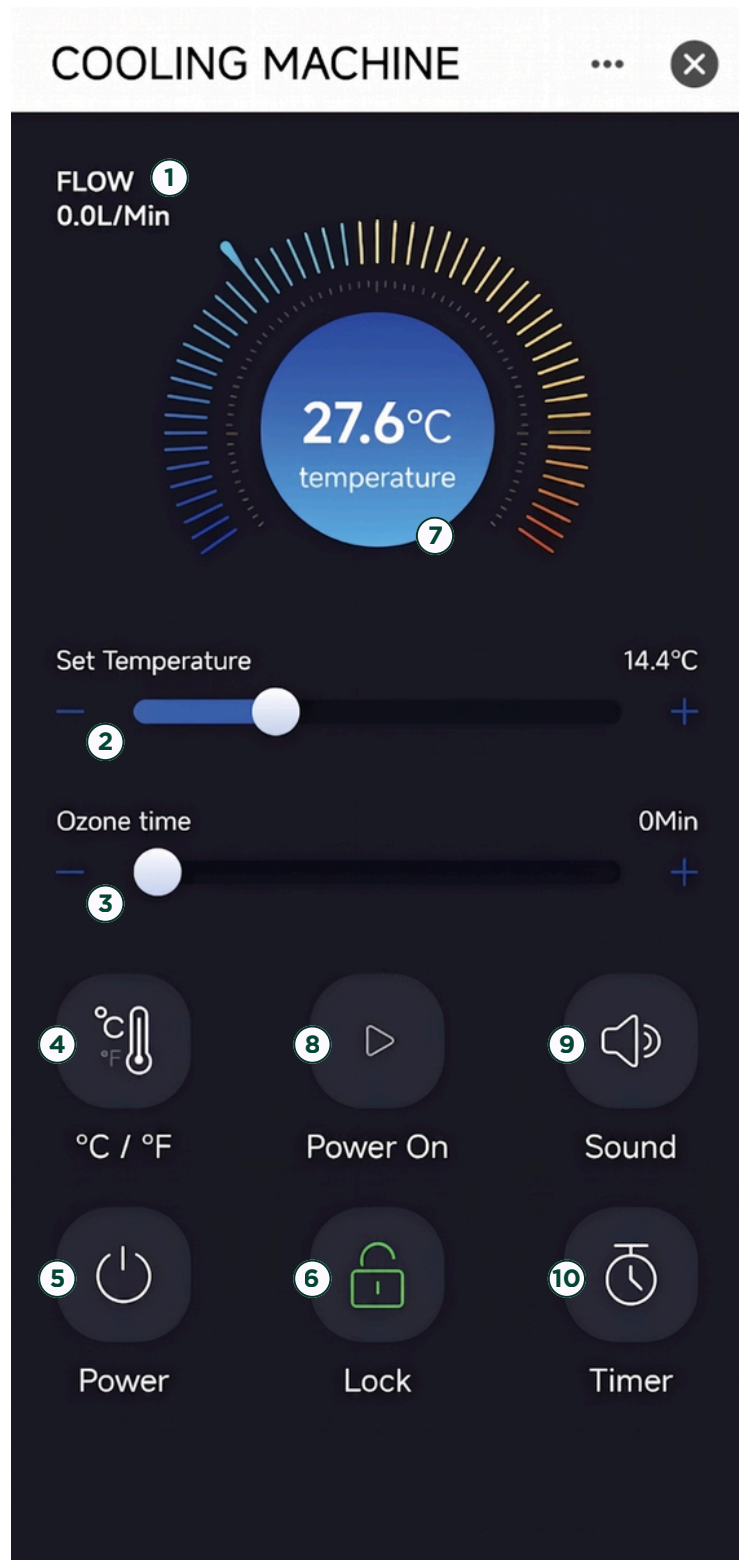 COOLING MACHINE
FLOW 1
0.0L/Min
27.6°C
temperature
7
Set Temperature 14.4°C
2
Ozone time 0Min
3
°C
°F
4 8 9
°C / °F Power On Sound
5 6 10
Power Lock Timer